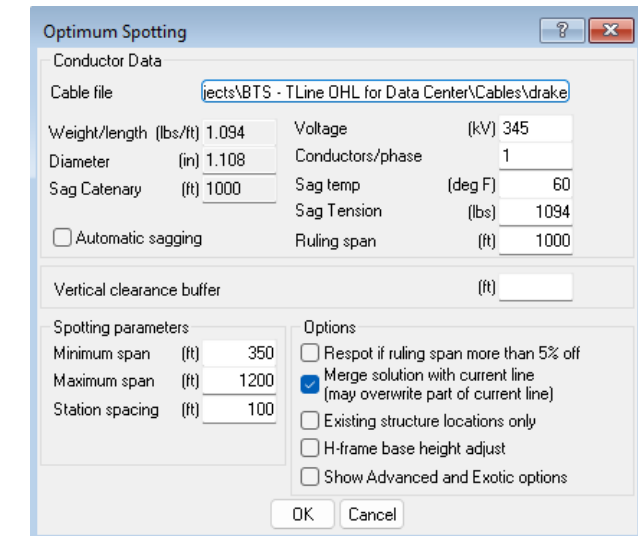 Optimum Spotting
?
Conductor Data
Cable file jects\BTS - TLine OHL for Data Center\Cables\drake
Weight/length (lbs/ft) 1.094
Diameter (in) 1.108
Sag Catenary (ft) 1000
Automatic sagging
Voltage (kV) 345
Conductors/phase 1
Sag temp (deg F) 60
Sag Tension (lbs) 1094
Ruling span (ft) 1000
Vertical clearance buffer (ft)
Spotting parameters
Minimum span (ft) 350
Maximum span (ft) 1200
Station spacing (ft) 100
Options
Respot if ruling span more than 5% off
Merge solution with current line
(may overwrite part of current line)
Existing structure locations only
H-frame base height adjust
Show Advanced and Exotic options
OK Cancel